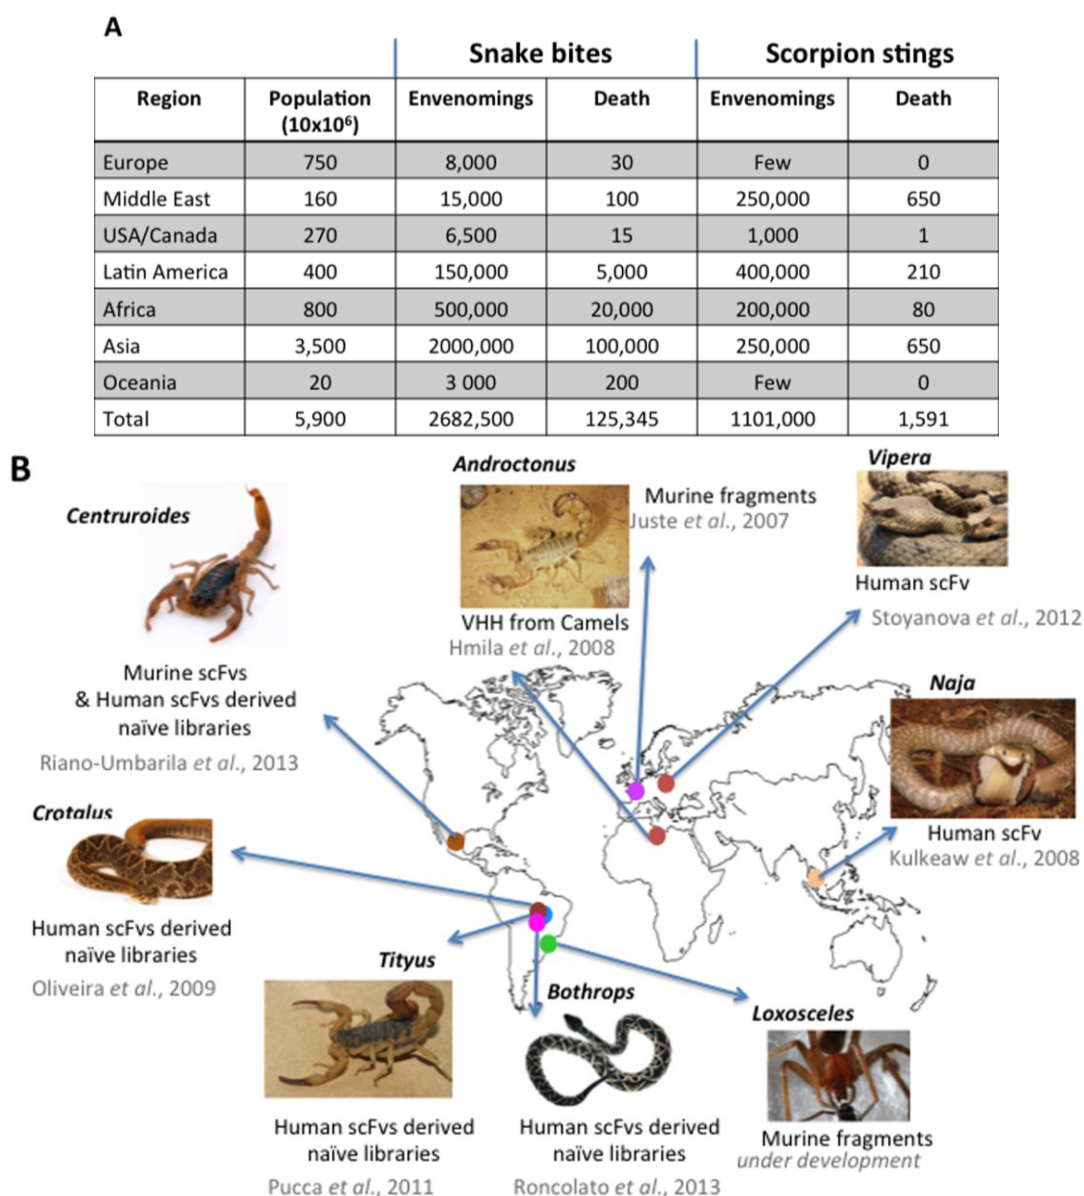 A
Snake bites Scorpion stings
Region Population (10x10⁶) Envenomings Death Envenomings Death
Europe 750 8,000 30 Few 0
Middle East 160 15,000 100 250,000 650
USA/Canada 270 6,500 15 1,000 1
Latin America 400 150,000 5,000 400,000 210
Africa 800 500,000 20,000 200,000 80
Asia 3,500 2000,000 100,000 250,000 650
Oceania 20 3 000 200 Few 0
Total 5,900 2682,500 125,345 1101,000 1,591
B
Centruroides
Murine scFvs
& Human scFvs derived
naïve libraries
Riano-Umbarila et al., 2013
Androctonus
VHH from Camels
Hmila et al., 2008
Murine fragments
Juste et al., 2007
Vipera
Human scFv
Stoyanova et al., 2012
Naja
Human scFv
Kulkeaw et al., 2008
Crotalus
Human scFvs derived
naïve libraries
Oliveira et al., 2009
Tityus
Human scFvs derived
naïve libraries
Pucca et al., 2011
Bothrops
Human scFvs derived
naïve libraries
Roncolato et al., 2013
Loxosceles
Murine fragments
under development